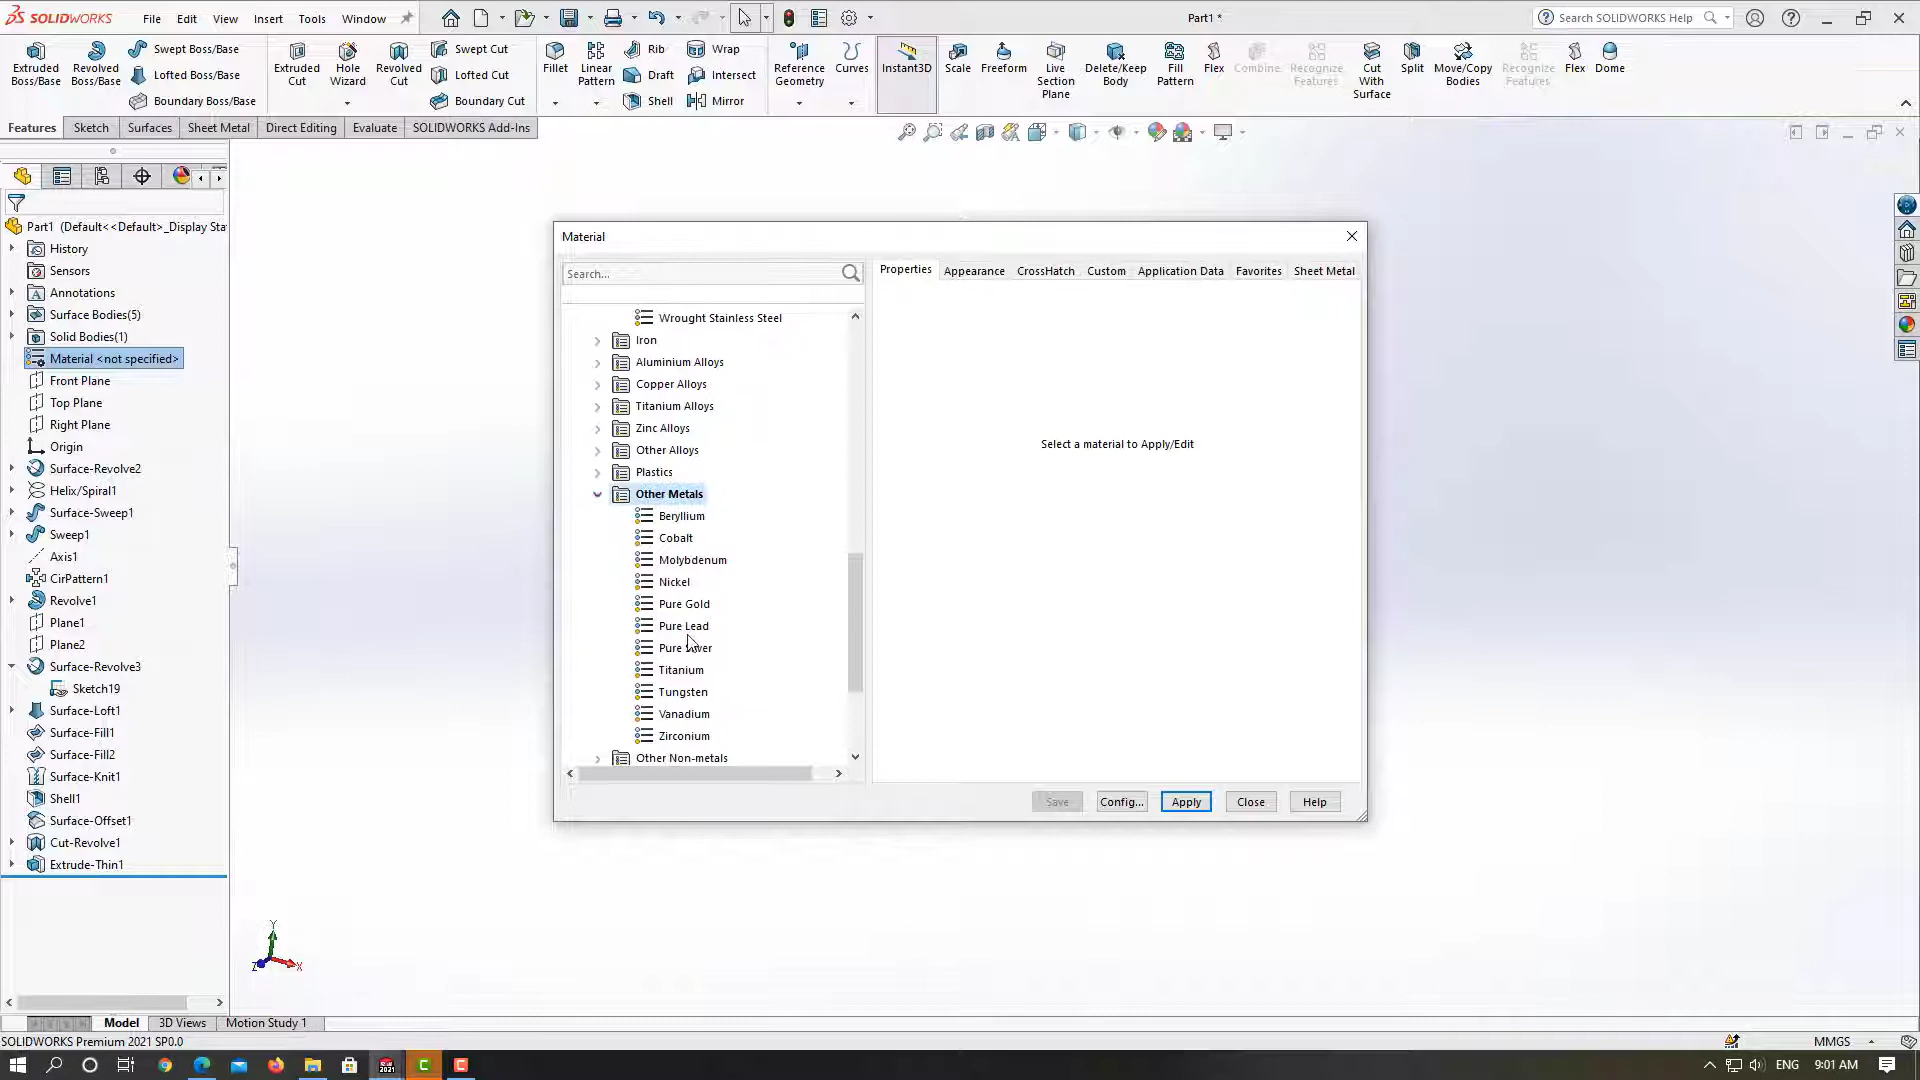 SOLIDWORKS File Edit View Insert Tools Window Part1 * Search SOLIDWORKS Help
Extruded Boss/Base
Revolved Boss/Base
Swept Boss/Base
Lofted Boss/Base
Boundary Boss/Base
Extruded Cut
Hole Wizard
Revolved Cut
Swept Cut
Lofted Cut
Boundary Cut
Fillet
Linear Pattern
Rib
Draft
Shell
Wrap
Intersect
Mirror
Reference Geometry
Curves
Instant3D
Scale
Freeform
Live Section Plane
Delete/Keep Body
Fill Pattern
Flex
Combine
Recognize Features
Cut With Surface
Split
Move/Copy Bodies
Recognize Features
Flex
Dome
Features Sketch Surfaces Sheet Metal Direct Editing Evaluate SOLIDWORKS Add-Ins
Part1 (Default<<Default>_Display Sta
History
Sensors
Annotations
Surface Bodies(5)
Solid Bodies(1)
Material <not specified>
Front Plane
Top Plane
Right Plane
Origin
Surface-Revolve2
Helix/Spiral1
Surface-Sweep1
Sweep1
Axis1
CirPattern1
Revolve1
Plane1
Plane2
Surface-Revolve3
Sketch19
Surface-Loft1
Surface-Fill1
Surface-Fill2
Surface-Knit1
Shell1
Surface-Offset1
Cut-Revolve1
Extrude-Thin1
Material
Search...
Wrought Stainless Steel
Iron
Aluminium Alloys
Copper Alloys
Titanium Alloys
Zinc Alloys
Other Alloys
Plastics
Other Metals
Beryllium
Cobalt
Molybdenum
Nickel
Pure Gold
Pure Lead
Pure
Titanium
Tungsten
Vanadium
Zirconium
Other Non-metals
Properties Appearance CrossHatch Custom Application Data Favorites Sheet Metal
Select a material to Apply/Edit
Save Config... Apply Close Help
Y
Z X
Model 3D Views Motion Study 1
SOLIDWORKS Premium 2021 SP0.0 MMGS
2021 C C ENG 9:01 AM